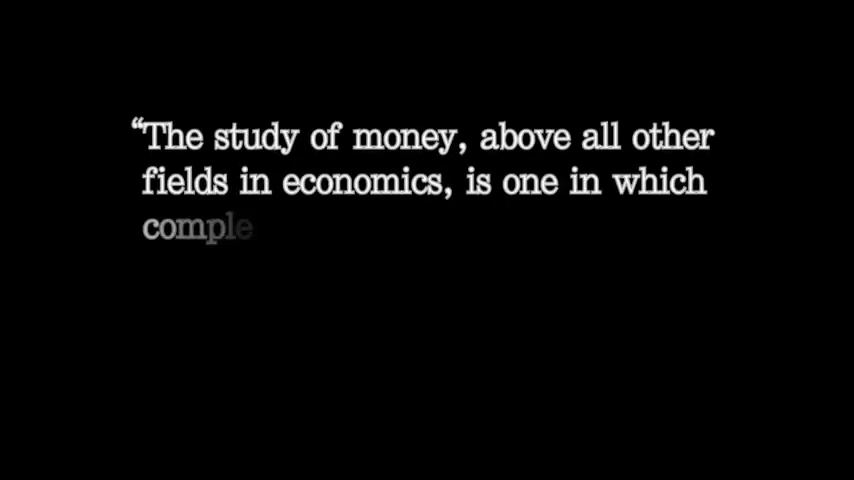 “The study of money, above all other
fields in economics, is one in which
comple